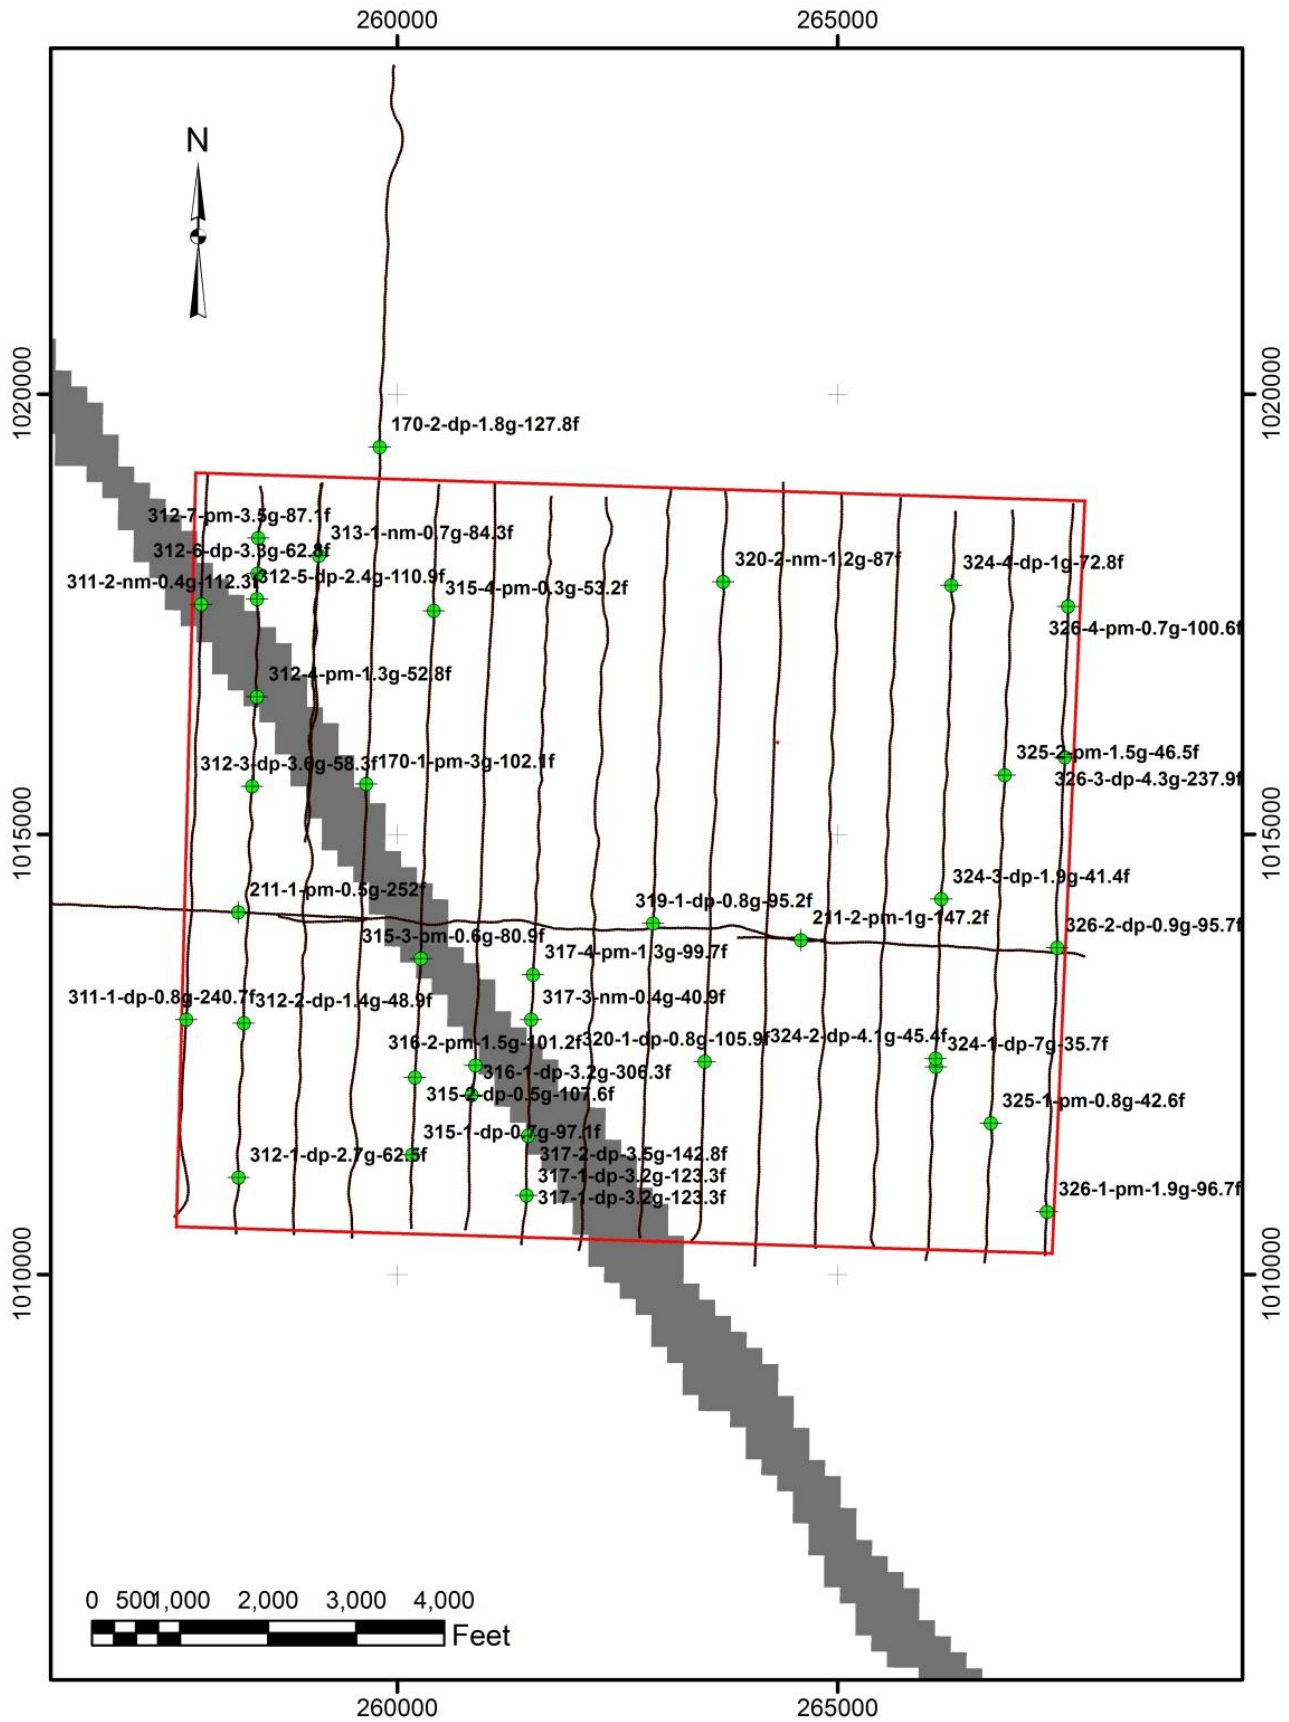 260000 265000
N
1020000 1020000
170-2-dp-1.8g-127.8f
312-7-pm-3.5g-87.1f
313-1-nm-0.7g-84.3f
312-6-dp-3.3g-62.8f
320-2-nm-1.2g-87f
324-4-dp-1g-72.8f
311-2-nm-0.4g-112.3f
312-5-dp-2.4g-110.9f
315-4-pm-0.3g-53.2f
326-4-pm-0.7g-100.6f
312-4-pm-1.3g-52.8f
325-2-pm-1.5g-46.5f
312-3-dp-3.6g-58.3f
170-1-pm-3g-102.1f
326-3-dp-4.3g-237.9f
1015000 1015000
324-3-dp-1.9g-41.4f
211-1-pm-0.5g-252f
319-1-dp-0.8g-95.2f
211-2-pm-1g-147.2f
326-2-dp-0.9g-95.7f
315-3-pm-0.6g-80.9f
317-4-pm-1.3g-99.7f
311-1-dp-0.8g-240.7f
312-2-dp-1.4g-48.9f
317-3-nm-0.4g-40.9f
316-2-pm-1.5g-101.2f
320-1-dp-0.8g-105.9f
324-2-dp-4.1g-45.4f
324-1-dp-7g-35.7f
316-1-dp-3.2g-306.3f
315-2-dp-0.5g-107.6f
325-1-pm-0.8g-42.6f
315-1-dp-0.7g-97.1f
312-1-dp-2.7g-62.5f
317-2-dp-3.5g-142.8f
317-1-dp-3.2g-123.3f
326-1-pm-1.9g-96.7f
317-1-dp-3.2g-123.3f
1010000 1010000
0 500 1,000 2,000 3,000 4,000
Feet
260000 265000